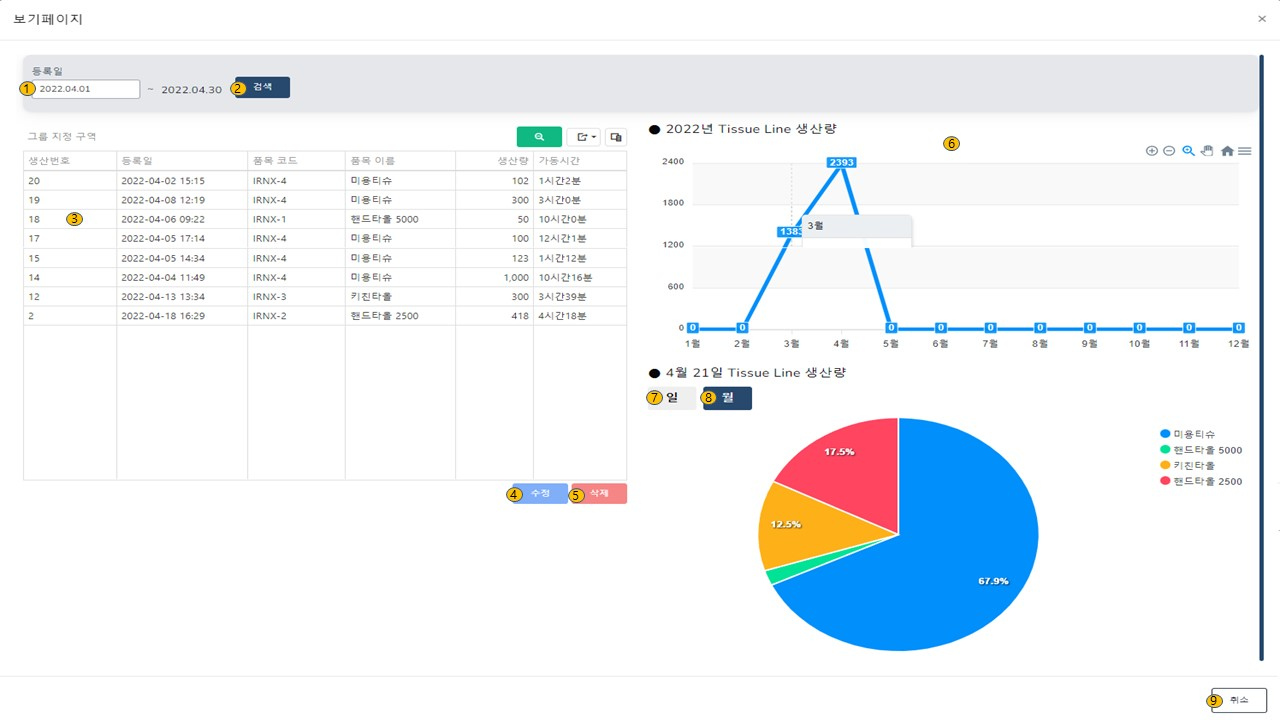 보기페이지 ×
등록일
① 2022.04.01 ~ 2022.04.30 ② 검색
그룹 지정 구역
생산번호 등록일 품목 코드 품목 이름 생산량 가동시간
20 2022-04-02 15:15 IRNX-4 미용티슈 102 1시간2분
19 2022-04-08 12:19 IRNX-4 미용티슈 300 3시간0분
18 ③ 2022-04-06 09:22 IRNX-1 핸드타올 5000 50 10시간0분
17 2022-04-05 17:14 IRNX-4 미용티슈 100 12시간1분
15 2022-04-05 14:34 IRNX-4 미용티슈 123 1시간12분
14 2022-04-04 11:49 IRNX-4 미용티슈 1,000 10시간16분
12 2022-04-13 13:34 IRNX-3 키친타올 300 3시간39분
2 2022-04-18 16:29 IRNX-2 핸드타올 2500 418 4시간18분
④ 수정 ⑤ 삭제
● 2022년 Tissue Line 생산량
⑥
2400
1800
1200
600
0
2393
1383
3월
0 0 0 0 0 0 0 0 0 0
1월 2월 3월 4월 5월 6월 7월 8월 9월 10월 11월 12월
● 4월 21일 Tissue Line 생산량
⑦ 일 ⑧ 월
17.5%
12.5%
67.9%
미용티슈
핸드타올 5000
키친타올
핸드타올 2500
⑨ 취소